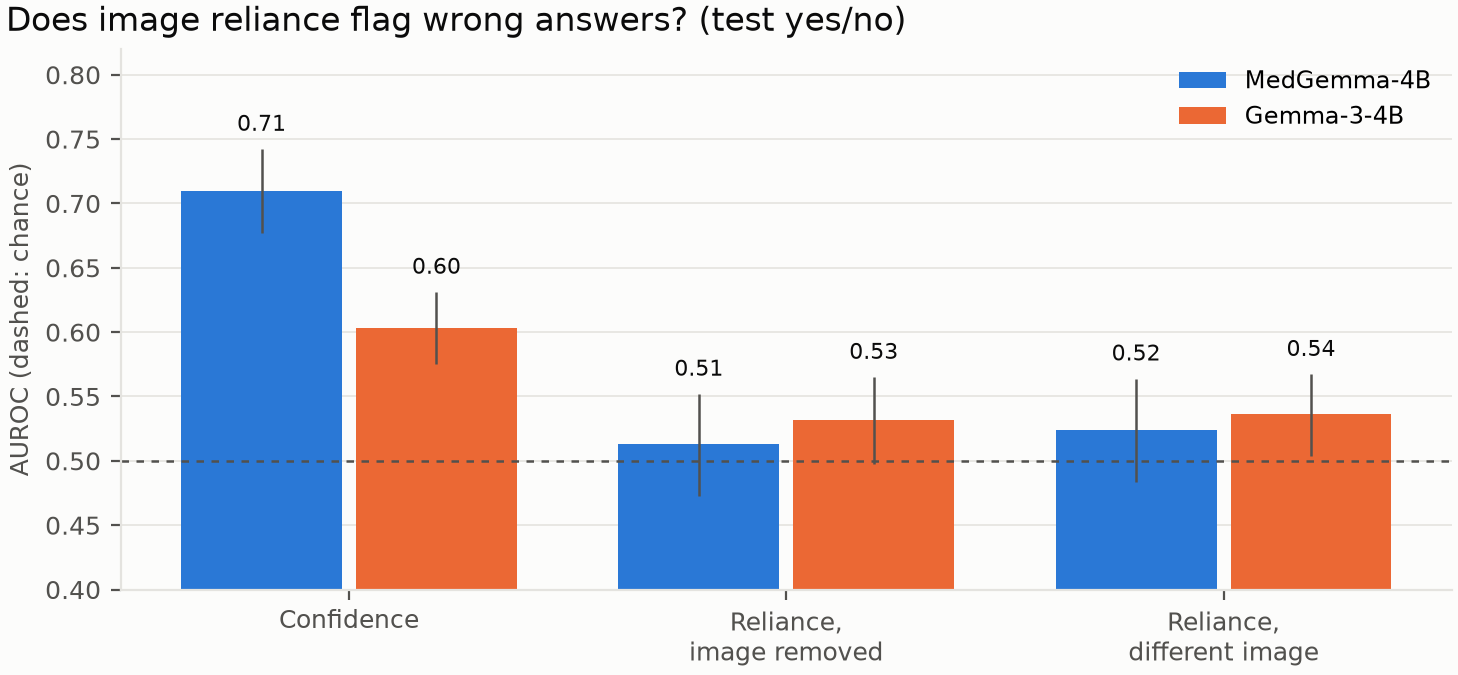 Does image reliance flag wrong answers? (test yes/no)
AUROC (dashed: chance)
0.80
0.75
0.70
0.65
0.60
0.55
0.50
0.45
0.40
MedGemma-4B
Gemma-3-4B
0.71
0.60
0.51
0.53
0.52
0.54
Confidence
Reliance,
image removed
Reliance,
different image